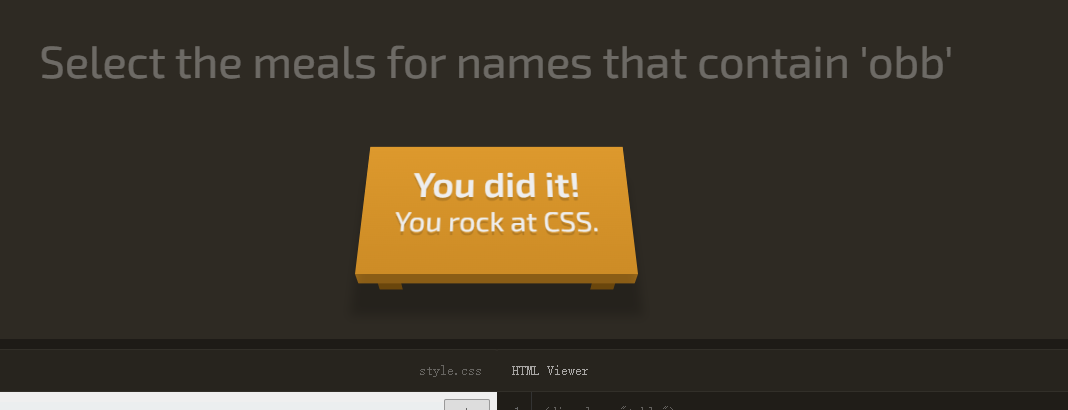 Select the meals for names that contain 'obb'
You did it!
You rock at CSS.
style.css HTML Viewer